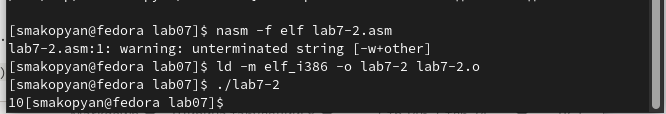 [smakopyan@fedora lab07]$ nasm -f elf lab7-2.asm
lab7-2.asm:1: warning: unterminated string [-w+other]
[smakopyan@fedora lab07]$ ld -m elf_i386 -o lab7-2 lab7-2.o
[smakopyan@fedora lab07]$ ./lab7-2
10[smakopyan@fedora lab07]$